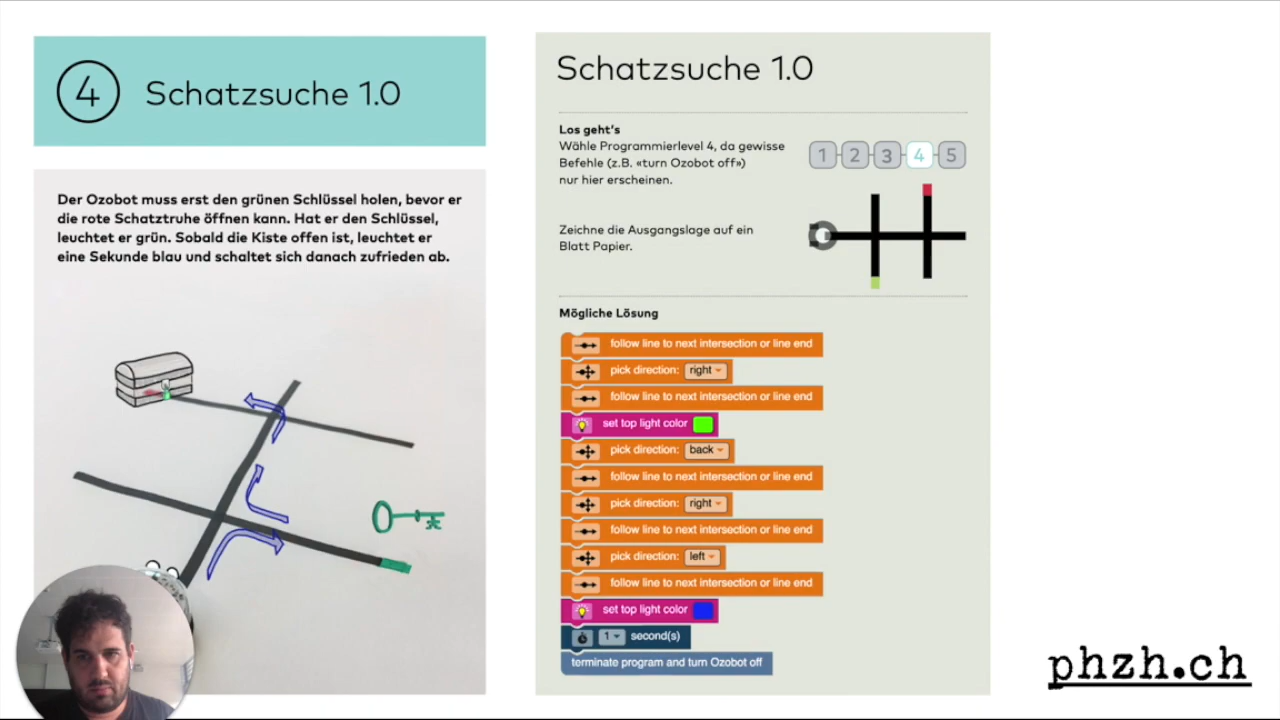 4
Schatzsuche 1.0
Der Ozobot muss erst den grünen Schlüssel holen, bevor er
die rote Schatztruhe öffnen kann. Hat er den Schlüssel,
leuchtet er grün. Sobald die Kiste offen ist, leuchtet er
eine Sekunde blau und schaltet sich danach zufrieden ab.
Schatzsuche 1.0
Los geht's
Wähle Programmierlevel 4, da gewisse
Befehle (z.B. «turn Ozobot off»)
nur hier erscheinen.
1 2 3 4 5
Zeichne die Ausgangslage auf ein
Blatt Papier.
Mögliche Lösung
follow line to next intersection or line end
pick direction: right
follow line to next intersection or line end
set top light color
pick direction: back
follow line to next intersection or line end
pick direction: right
follow line to next intersection or line end
pick direction: left
follow line to next intersection or line end
set top light color
1 second(s)
terminate program and turn Ozobot off
phzh.ch